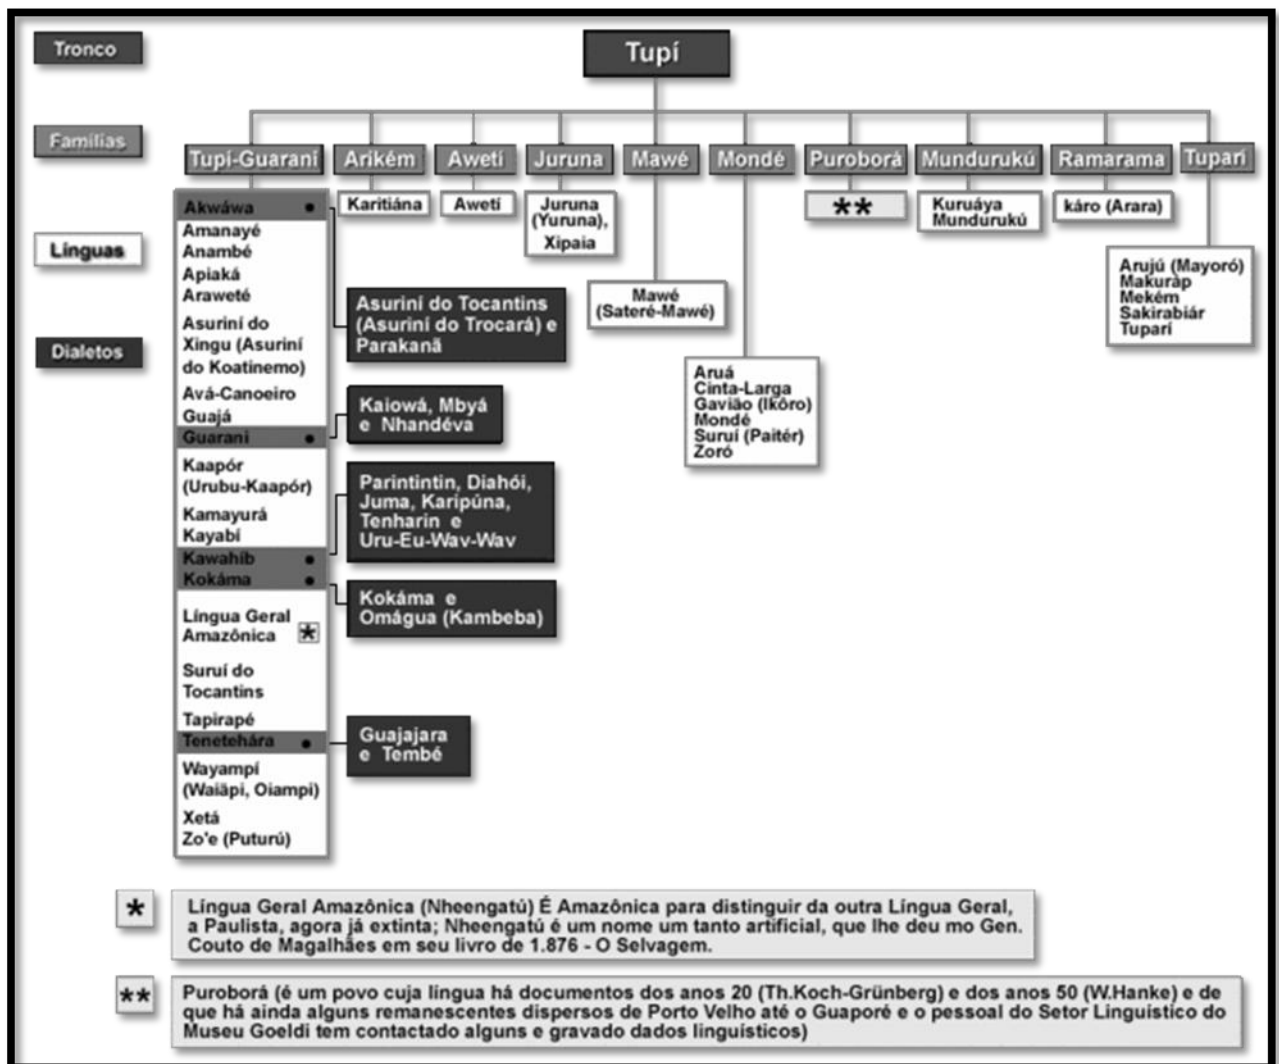 Tronco
Tupí
Famílias
Tupí-Guaraní
Arikém
Awetí
Juruna
Mawé
Mondé
Puroborá
Mundurukú
Ramarama
Tuparí
Línguas
Dialetos
Akwáwa
Amanayé
Anambé
Apiaká
Araweté
Asuriní do
Xingu (Asuriní
do Koatinemo)
Avá-Canoeiro
Guajá
Guarani
Kaapór
(Urubu-Kaapór)
Kamayurá
Kayabí
Kawahíb
Kokáma
Língua Geral
Amazônica *
Suruí do
Tocantins
Tapirapé
Tenetehára
Wayampí
(Waiãpi, Oiampi)
Xetá
Zo'e (Puturú)
Asuriní do Tocantins
(Asuriní do Trocará) e
Parakanã
Kaiowá, Mbyá
e Nhandéva
Parintintin, Diahói,
Juma, Karipúna,
Tenharin e
Uru-Eu-Wav-Wav
Kokáma e
Omágua (Kambeba)
Guajajara
e Tembé
Karitiána
Awetí
Juruna
(Yuruna),
Xipaia
Mawé
(Sateré-Mawé)
Aruá
Cinta-Larga
Gavião (Ikôro)
Mondé
Suruí (Paitér)
Zoró
**
Kuruáya
Mundurukú
káro (Arara)
Arujú (Mayoró)
Makuràp
Mekém
Sakirabiár
Tuparí
*
Língua Geral Amazônica (Nheengatú) É Amazônica para distinguir da outra Língua Geral,
a Paulista, agora já extinta; Nheengatú é um nome um tanto artificial, que lhe deu mo Gen.
Couto de Magalhães em seu livro de 1.876 - O Selvagem.
**
Puroborá (é um povo cuja língua há documentos dos anos 20 (Th.Koch-Grünberg) e dos anos 50 (W.Hanke) e de
que há ainda alguns remanescentes dispersos de Porto Velho até o Guaporé e o pessoal do Setor Linguístico do
Museu Goeldi tem contactado alguns e gravado dados linguísticos)